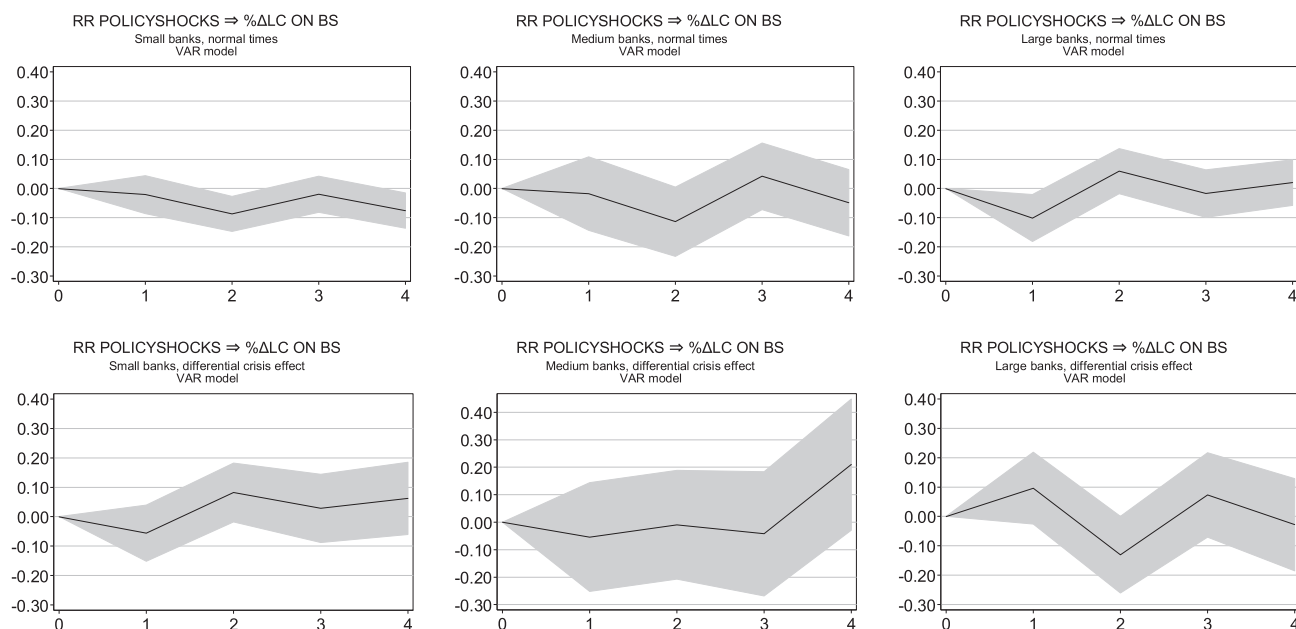 RR POLICYSHOCKS ⇒ %ΔLC ON BS
Small banks, normal times
VAR model
0.40
0.30
0.20
0.10
0.00
-0.10
-0.20
-0.30
0 1 2 3 4
RR POLICYSHOCKS ⇒ %ΔLC ON BS
Medium banks, normal times
VAR model
0.40
0.30
0.20
0.10
0.00
-0.10
-0.20
-0.30
0 1 2 3 4
RR POLICYSHOCKS ⇒ %ΔLC ON BS
Large banks, normal times
VAR model
0.40
0.30
0.20
0.10
0.00
-0.10
-0.20
-0.30
0 1 2 3 4
RR POLICYSHOCKS ⇒ %ΔLC ON BS
Small banks, differential crisis effect
VAR model
0.40
0.30
0.20
0.10
0.00
-0.10
-0.20
-0.30
0 1 2 3 4
RR POLICYSHOCKS ⇒ %ΔLC ON BS
Medium banks, differential crisis effect
VAR model
0.40
0.30
0.20
0.10
0.00
-0.10
-0.20
-0.30
0 1 2 3 4
RR POLICYSHOCKS ⇒ %ΔLC ON BS
Large banks, differential crisis effect
VAR model
0.40
0.30
0.20
0.10
0.00
-0.10
-0.20
-0.30
0 1 2 3 4